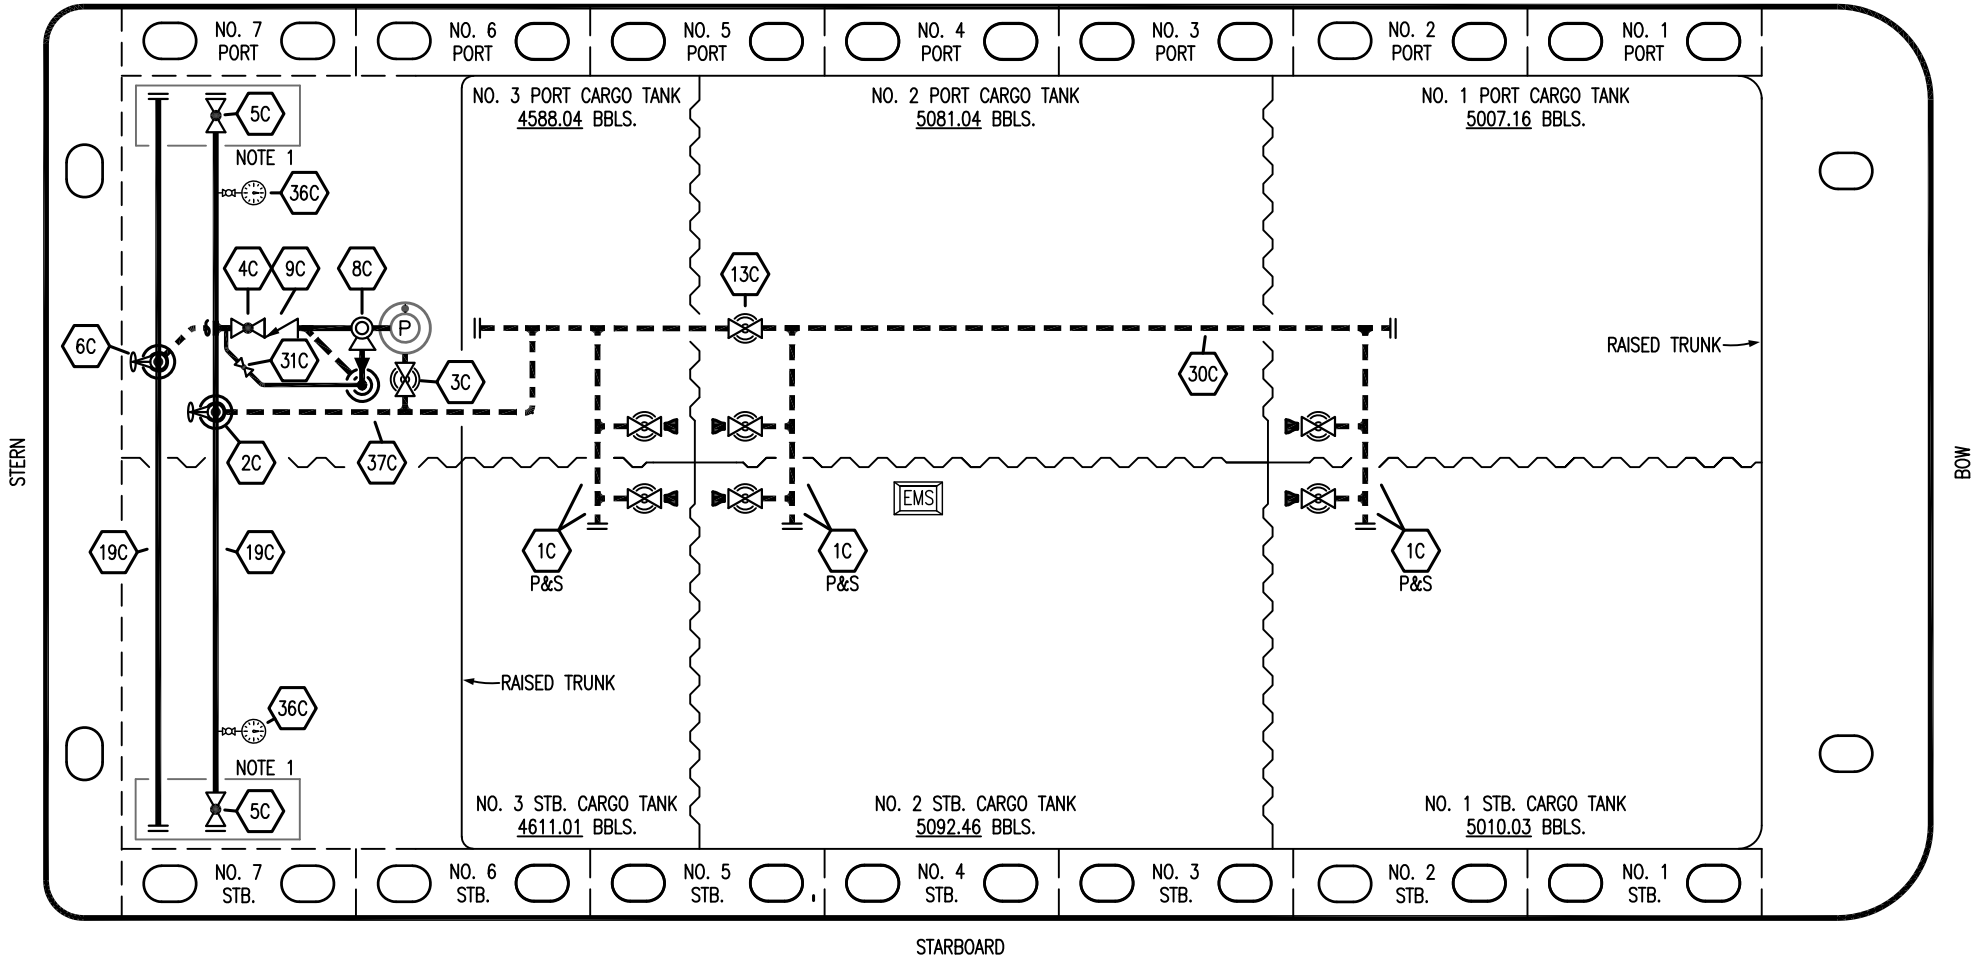 NO. 7
PORT
NO. 6
PORT
NO. 5
PORT
NO. 4
PORT
NO. 3
PORT
NO. 2
PORT
NO. 1
PORT
NO. 3 PORT CARGO TANK
4588.04 BBLS.
NO. 2 PORT CARGO TANK
5081.04 BBLS.
NO. 1 PORT CARGO TANK
5007.16 BBLS.
5C
NOTE 1
36C
4C
9C
8C
13C
P
6C
31C
3C
30C
RAISED TRUNK
2C
37C
STERN
BOW
EMS
19C
19C
1C
P&S
1C
P&S
1C
P&S
RAISED TRUNK
36C
NOTE 1
5C
NO. 3 STB. CARGO TANK
4611.01 BBLS.
NO. 2 STB. CARGO TANK
5092.46 BBLS.
NO. 1 STB. CARGO TANK
5010.03 BBLS.
NO. 7
STB.
NO. 6
STB.
NO. 5
STB.
NO. 4
STB.
NO. 3
STB.
NO. 2
STB.
NO. 1
STB.
STARBOARD